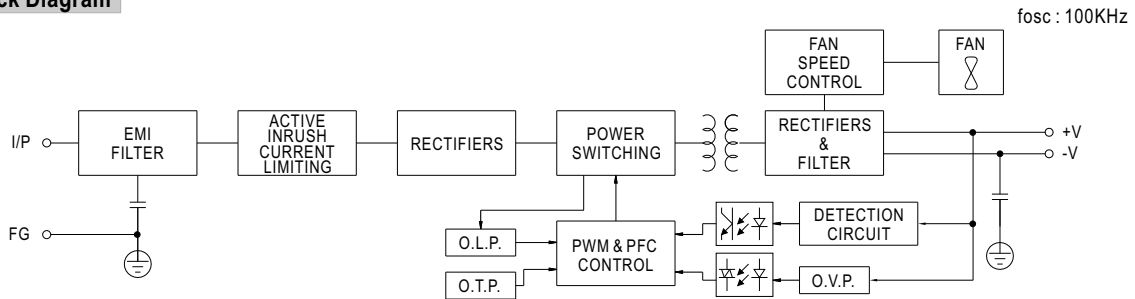 ck Diagram
fosc : 100KHz
FAN
SPEED
CONTROL
FAN
I/P
EMI
FILTER
ACTIVE
INRUSH
CURRENT
LIMITING
RECTIFIERS
POWER
SWITCHING
RECTIFIERS
&
FILTER
+V
-V
FG
O.L.P.
O.T.P.
PWM & PFC
CONTROL
DETECTION
CIRCUIT
O.V.P.